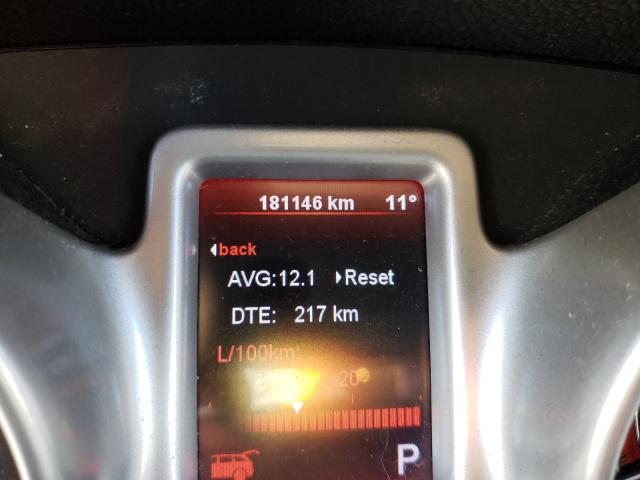 181146 km 11°
back
AVG:12.1 Reset
DTE: 217 km
L/100km:
20
P